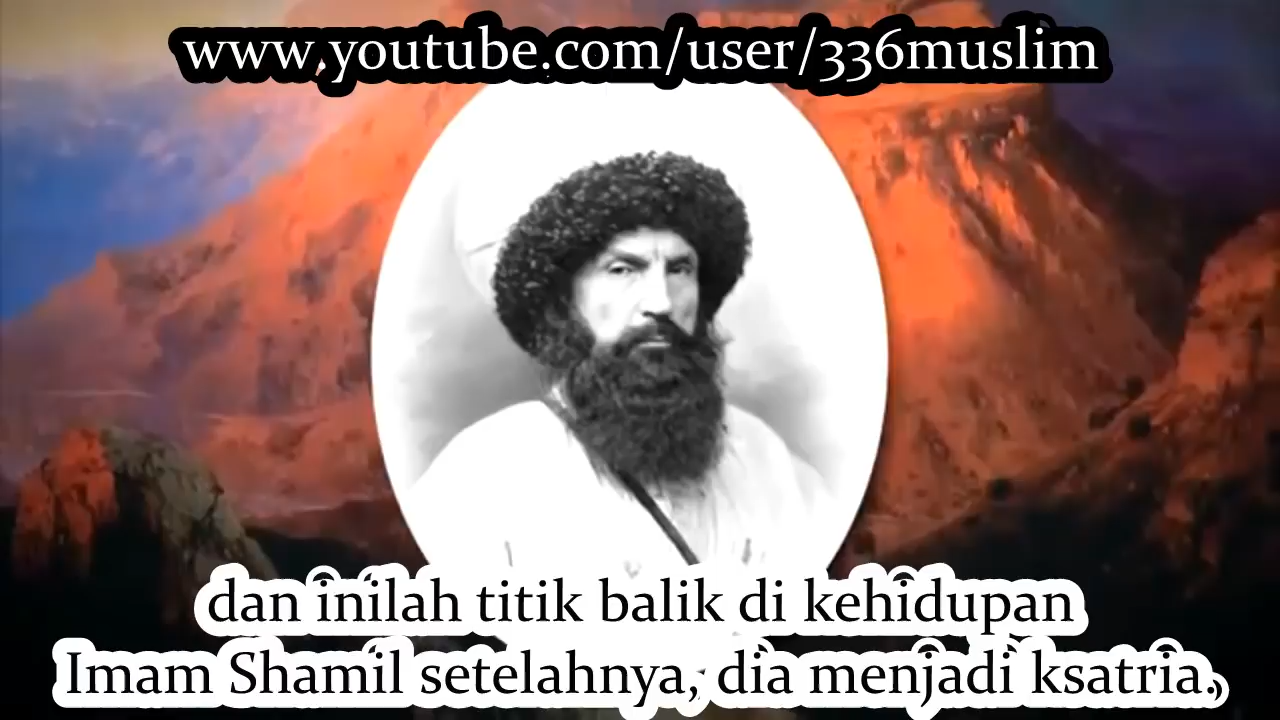 www.youtube.com/user/336muslim
dan inilah titik balik di kehidupan
Imam Shamil setelahnya, dia menjadi ksatria.